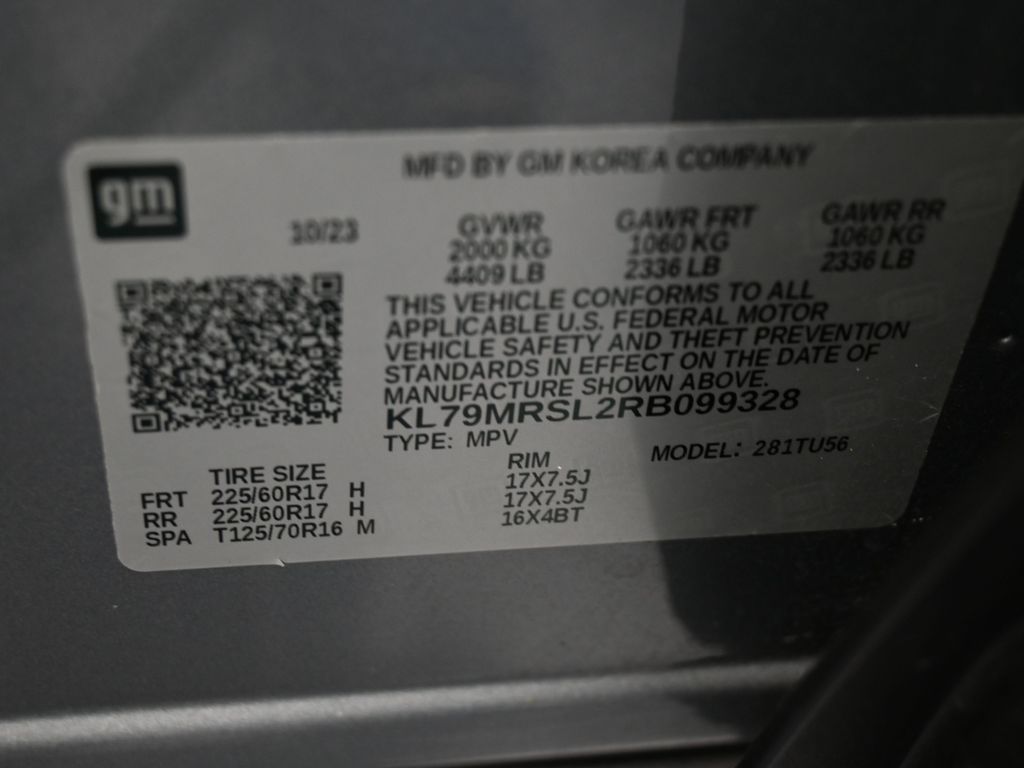 MFD BY GM KOREA COMPANY
gm
10/23
GVWR GAWR FRT GAWR RR
2000 KG 1060 KG 1060 KG
4409 LB 2336 LB 2336 LB
THIS VEHICLE CONFORMS TO ALL
APPLICABLE U.S. FEDERAL MOTOR
VEHICLE SAFETY AND THEFT PREVENTION
STANDARDS IN EFFECT ON THE DATE OF
MANUFACTURE SHOWN ABOVE.
KL79MRSL2RB099328
TYPE: MPV MODEL: 281TU56
TIRE SIZE RIM
FRT 225/60R17 H 17X7.5J
RR 225/60R17 H 17X7.5J
SPA T125/70R16 M 16X4BT